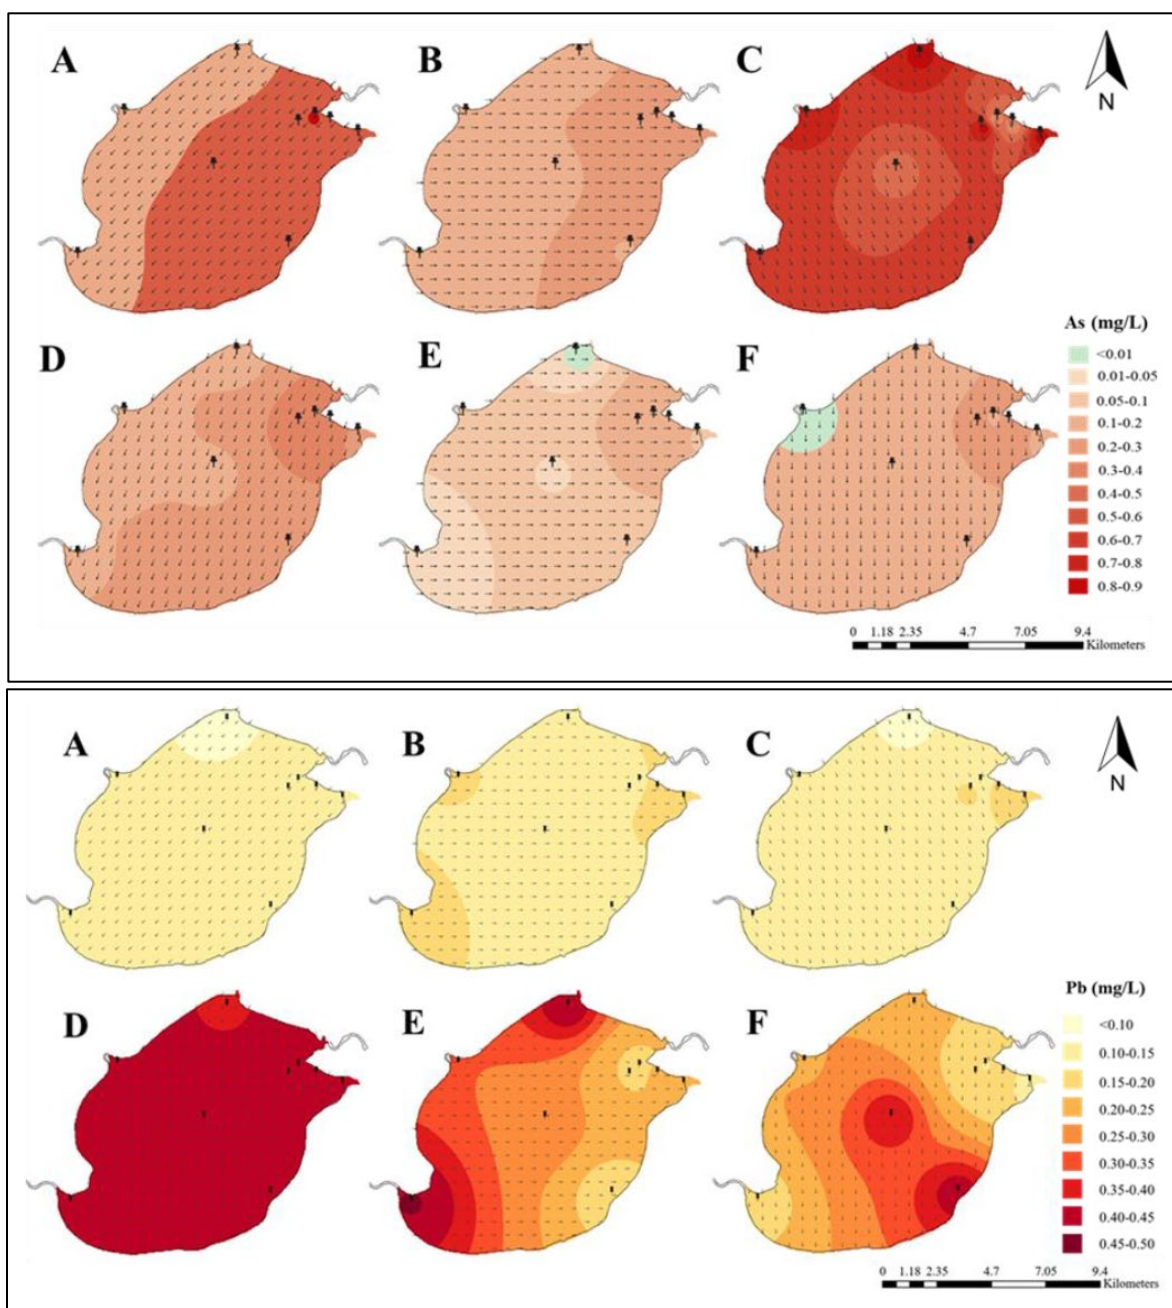 A B C
N
D E F
As (mg/L)
<0.01
0.01-0.05
0.05-0.1
0.1-0.2
0.2-0.3
0.3-0.4
0.4-0.5
0.5-0.6
0.6-0.7
0.7-0.8
0.8-0.9
0 1.18 2.35 4.7 7.05 9.4
Kilometers
A B C
N
D E F
Pb (mg/L)
<0.10
0.10-0.15
0.15-0.20
0.20-0.25
0.25-0.30
0.30-0.35
0.35-0.40
0.40-0.45
0.45-0.50
0 1.18 2.35 4.7 7.05 9.4
Kilometers